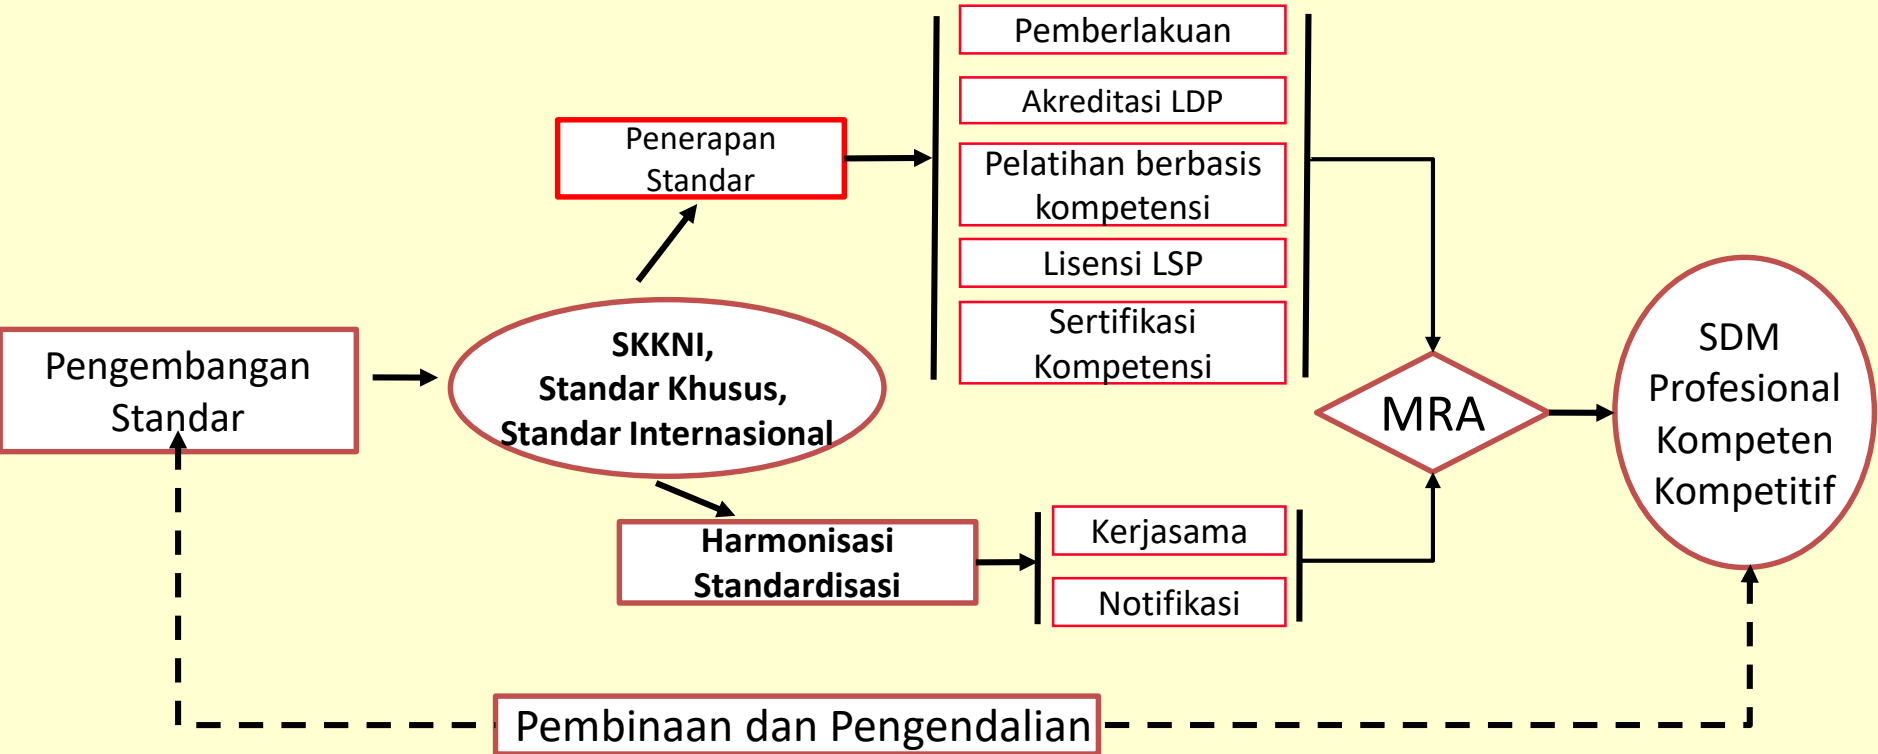 Pengembangan
Standar
SKKNI,
Standar Khusus,
Standar Internasional
Penerapan
Standar
Pemberlakuan
Akreditasi LDP
Pelatihan berbasis
kompetensi
Lisensi LSP
Sertifikasi
Kompetensi
Harmonisasi
Standardisasi
Kerjasama
Notifikasi
MRA
SDM
Profesional
Kompeten
Kompetitif
Pembinaan dan Pengendalian